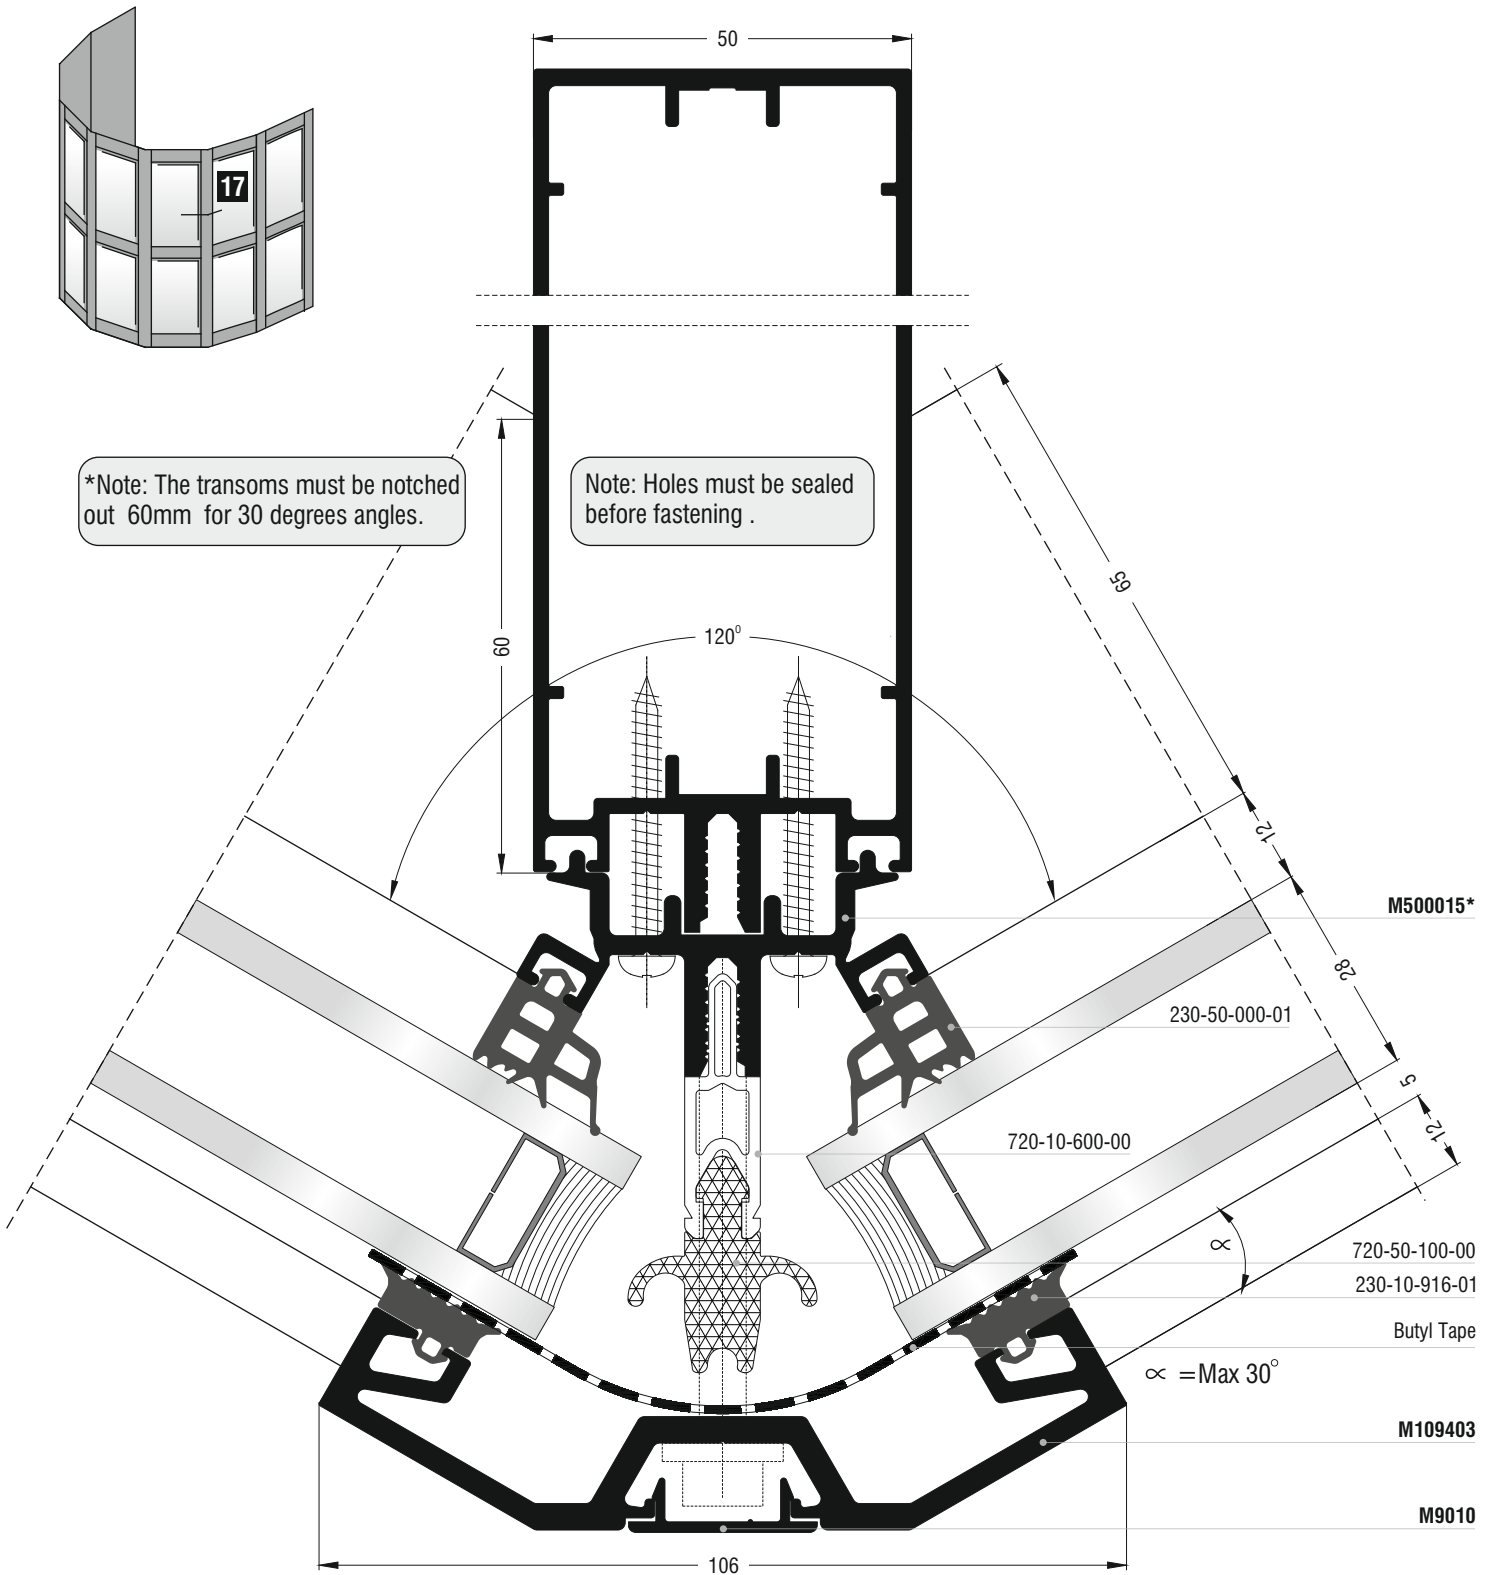 50
17
*Note: The transoms must be notched
out 60mm for 30 degrees angles.
Note: Holes must be sealed
before fastening .
65
60
120⁰
12
M500015*
28
230-50-000-01
5
12
720-10-600-00
∝
720-50-100-00
230-10-916-01
Butyl Tape
∝ =Max 30°
M109403
M9010
106